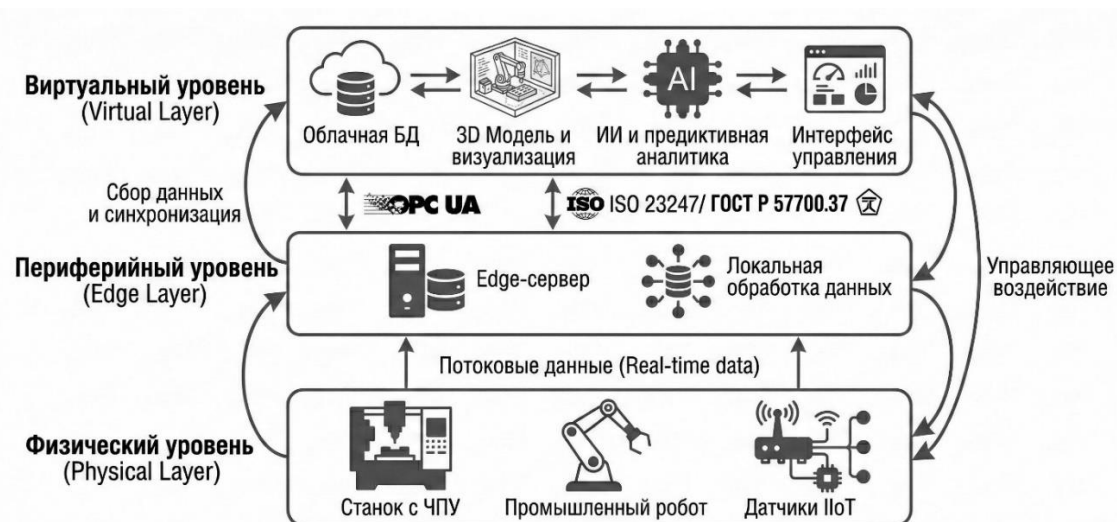 Виртуальный уровень
(Virtual Layer)
AI
Облачная БД
3D Модель и
визуализация
ИИ и предиктивная
аналитика
Интерфейс
управления
Сбор данных
и синхронизация
OPC UA
ISO ISO 23247/ ГОСТ Р 57700.37
Периферийный уровень
(Edge Layer)
Edge-сервер
Локальная
обработка данных
Управляющее
воздействие
Потоковые данные (Real-time data)
Физический уровень
(Physical Layer)
Станок с ЧПУ
Промышленный робот
Датчики IIoT